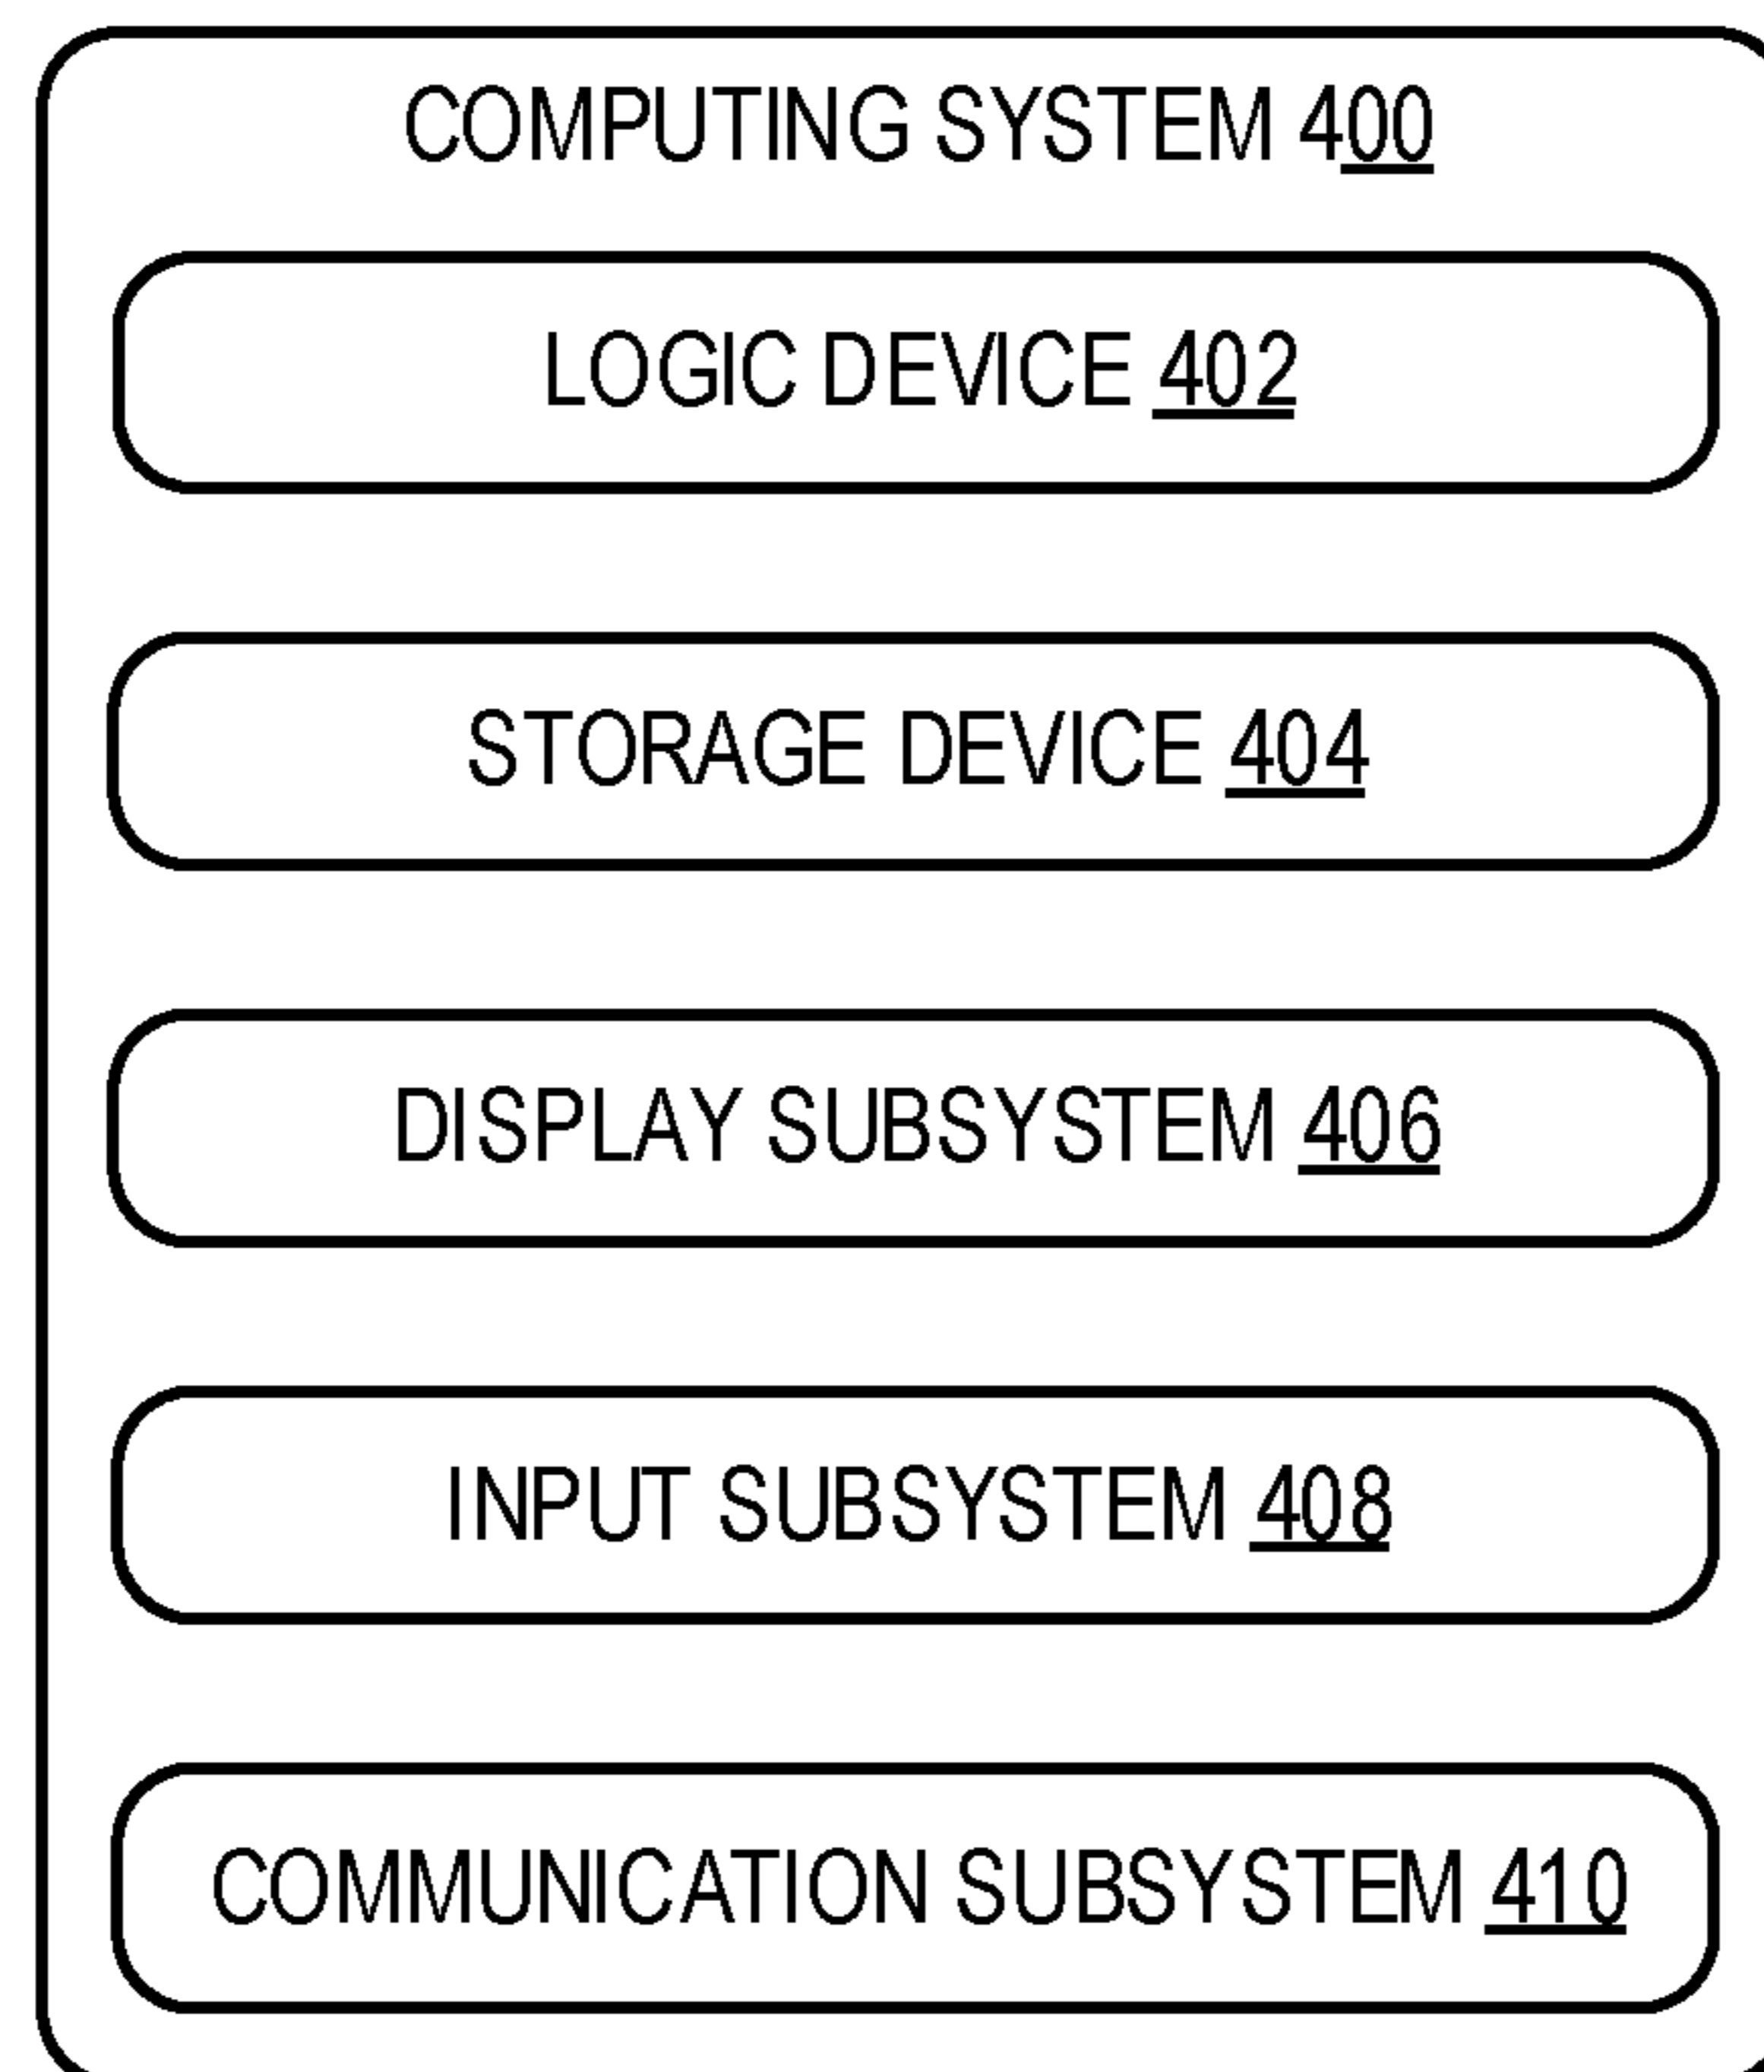 COMPUTING SYSTEM 400
LOGIC DEVICE 402
STORAGE DEVICE 404
DISPLAY SUBSYSTEM 406
INPUT SUBSYSTEM 408
COMMUNICATION SUBSYSTEM 410